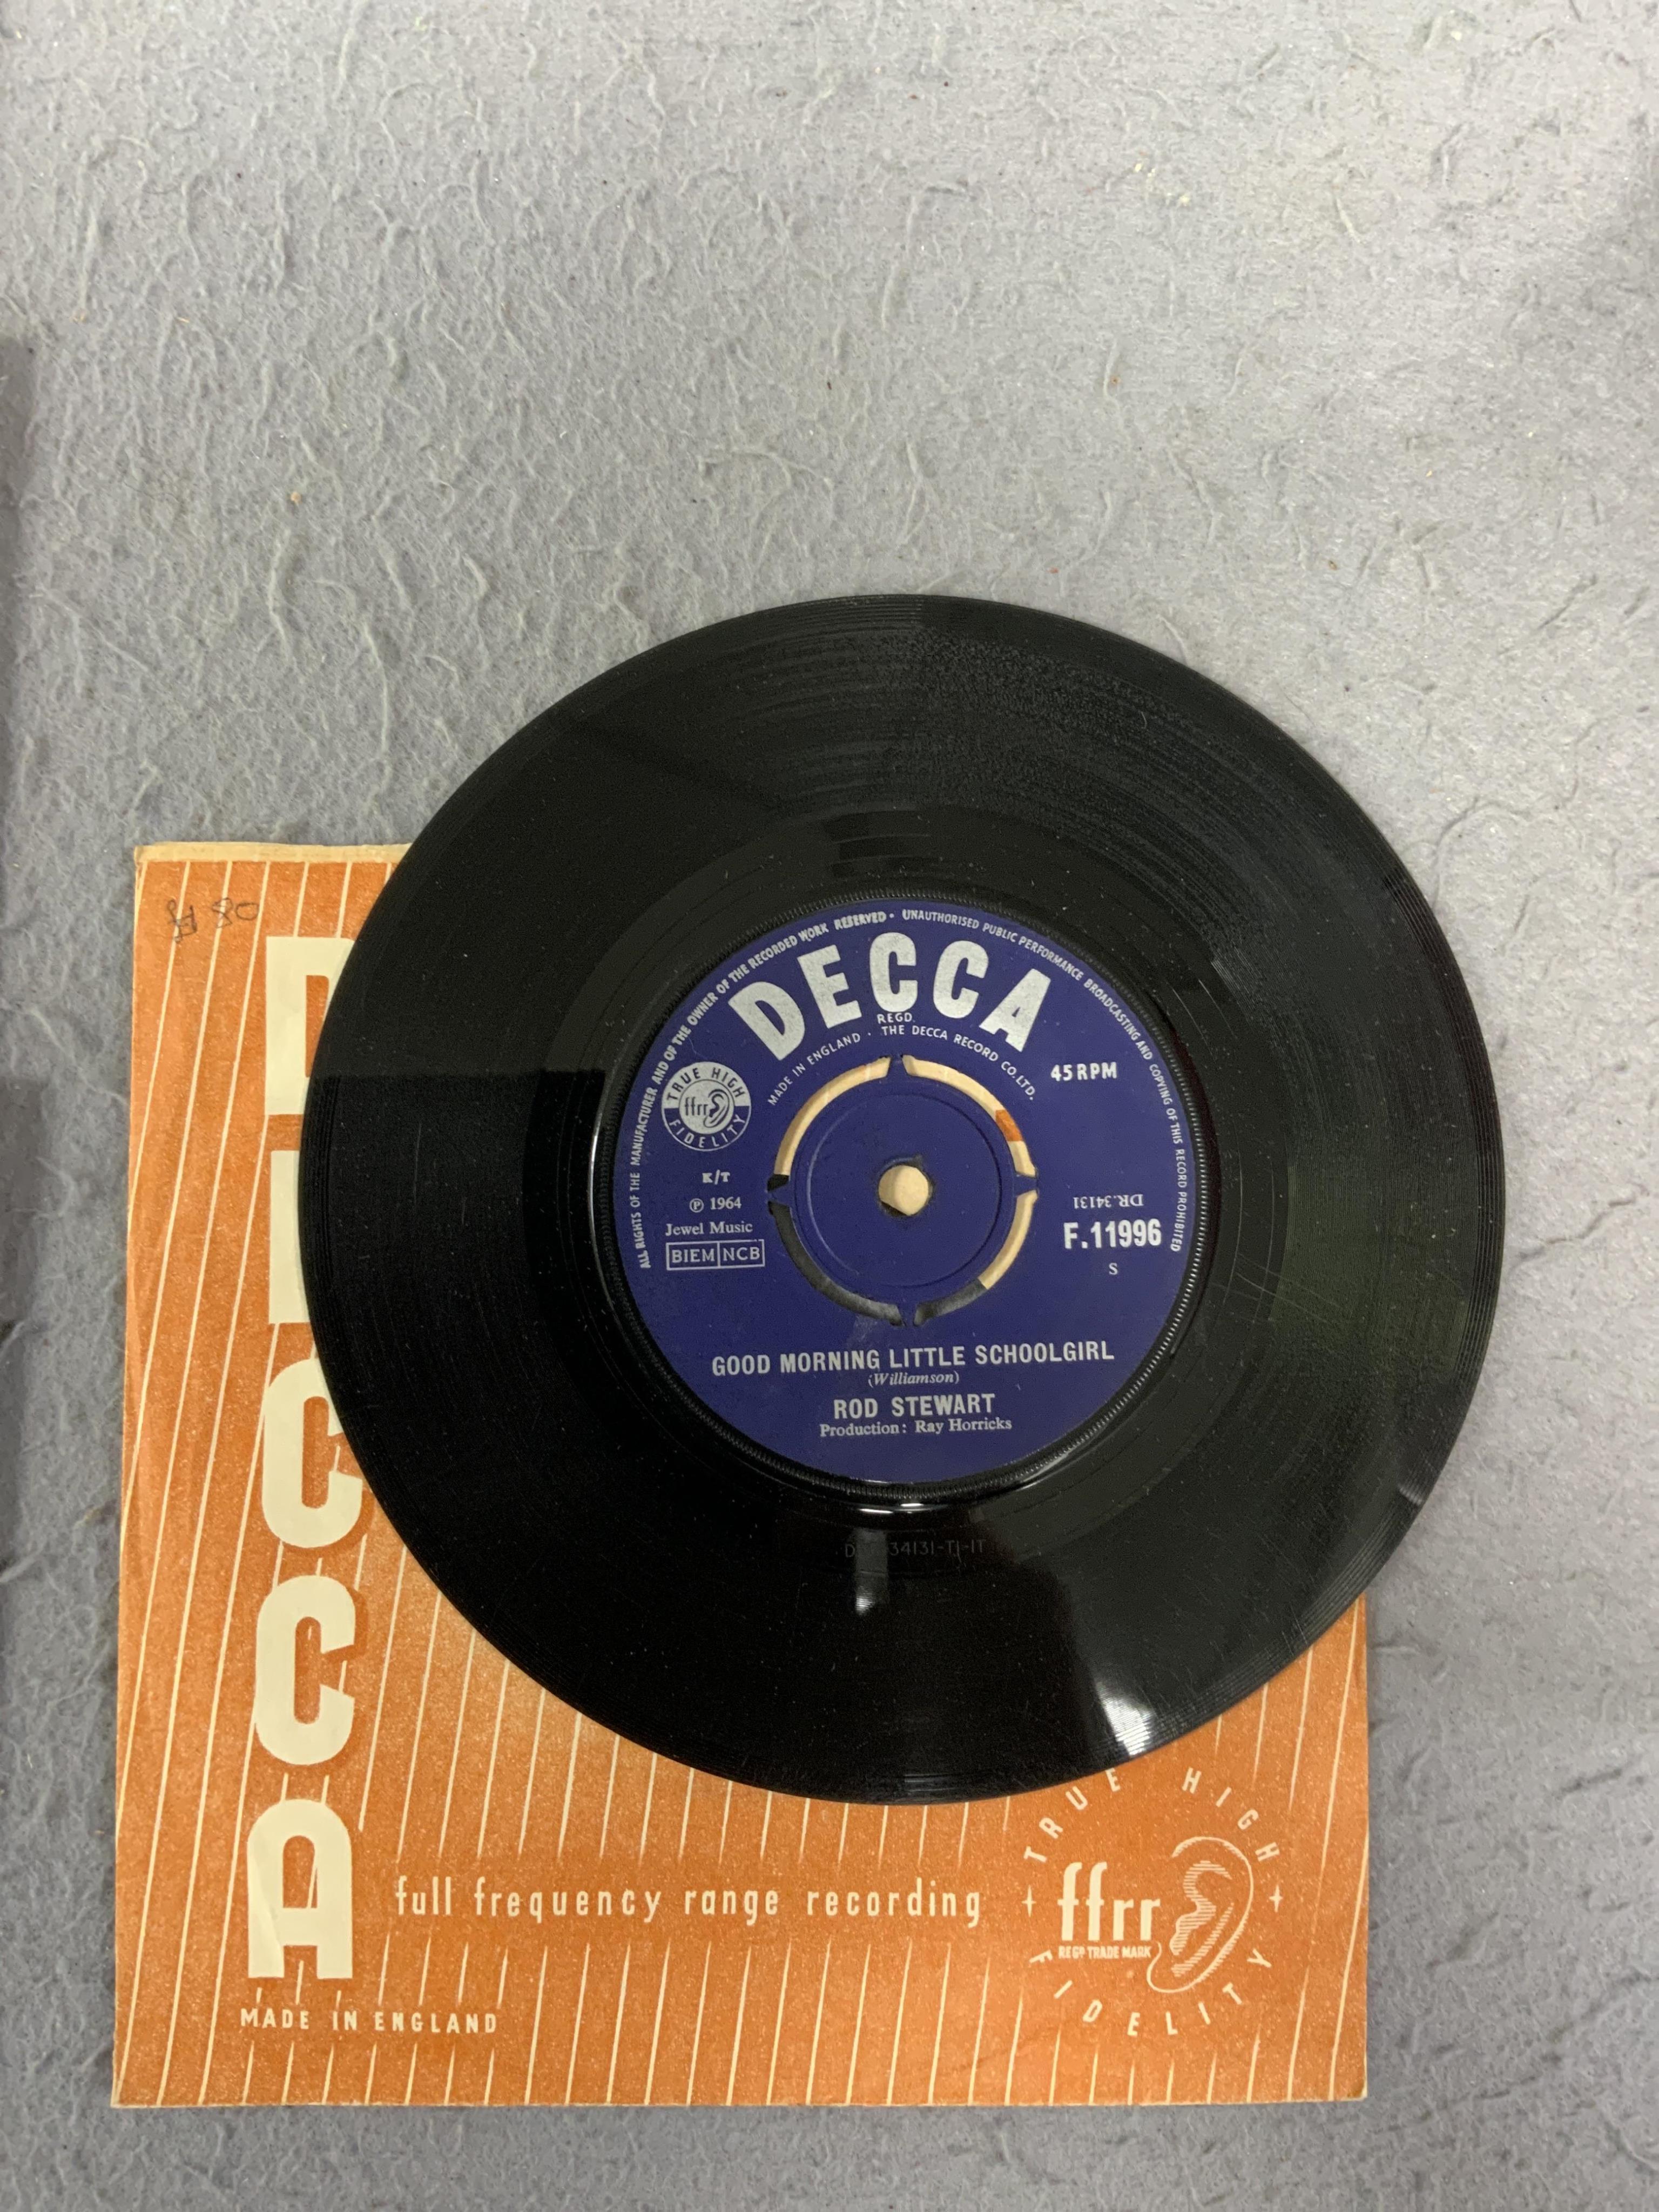 ALL RIGHTS OF THE MANUFACTURER AND OF THE OWNER OF THE RECORDED WORK RESERVED • UNAUTHORISED PUBLIC PERFORMANCE BROADCASTING AND COPYING OF THIS RECORD PROHIBITED
DECCA
REGD.
MADE IN ENGLAND • THE DECCA RECORD CO. LTD.
TRUE HIGH
ffrr
FIDELITY
45 RPM
K/T
℗ 1964
Jewel Music
BIEM NCB
DR.34131
F.11996
S
GOOD MORNING LITTLE SCHOOLGIRL
(Williamson)
ROD STEWART
Production: Ray Horricks
34131-T1-1T
80
DECCA
full frequency range recording
MADE IN ENGLAND
TRUE HIGH
ffrr
REGD TRADE MARK
FIDELITY